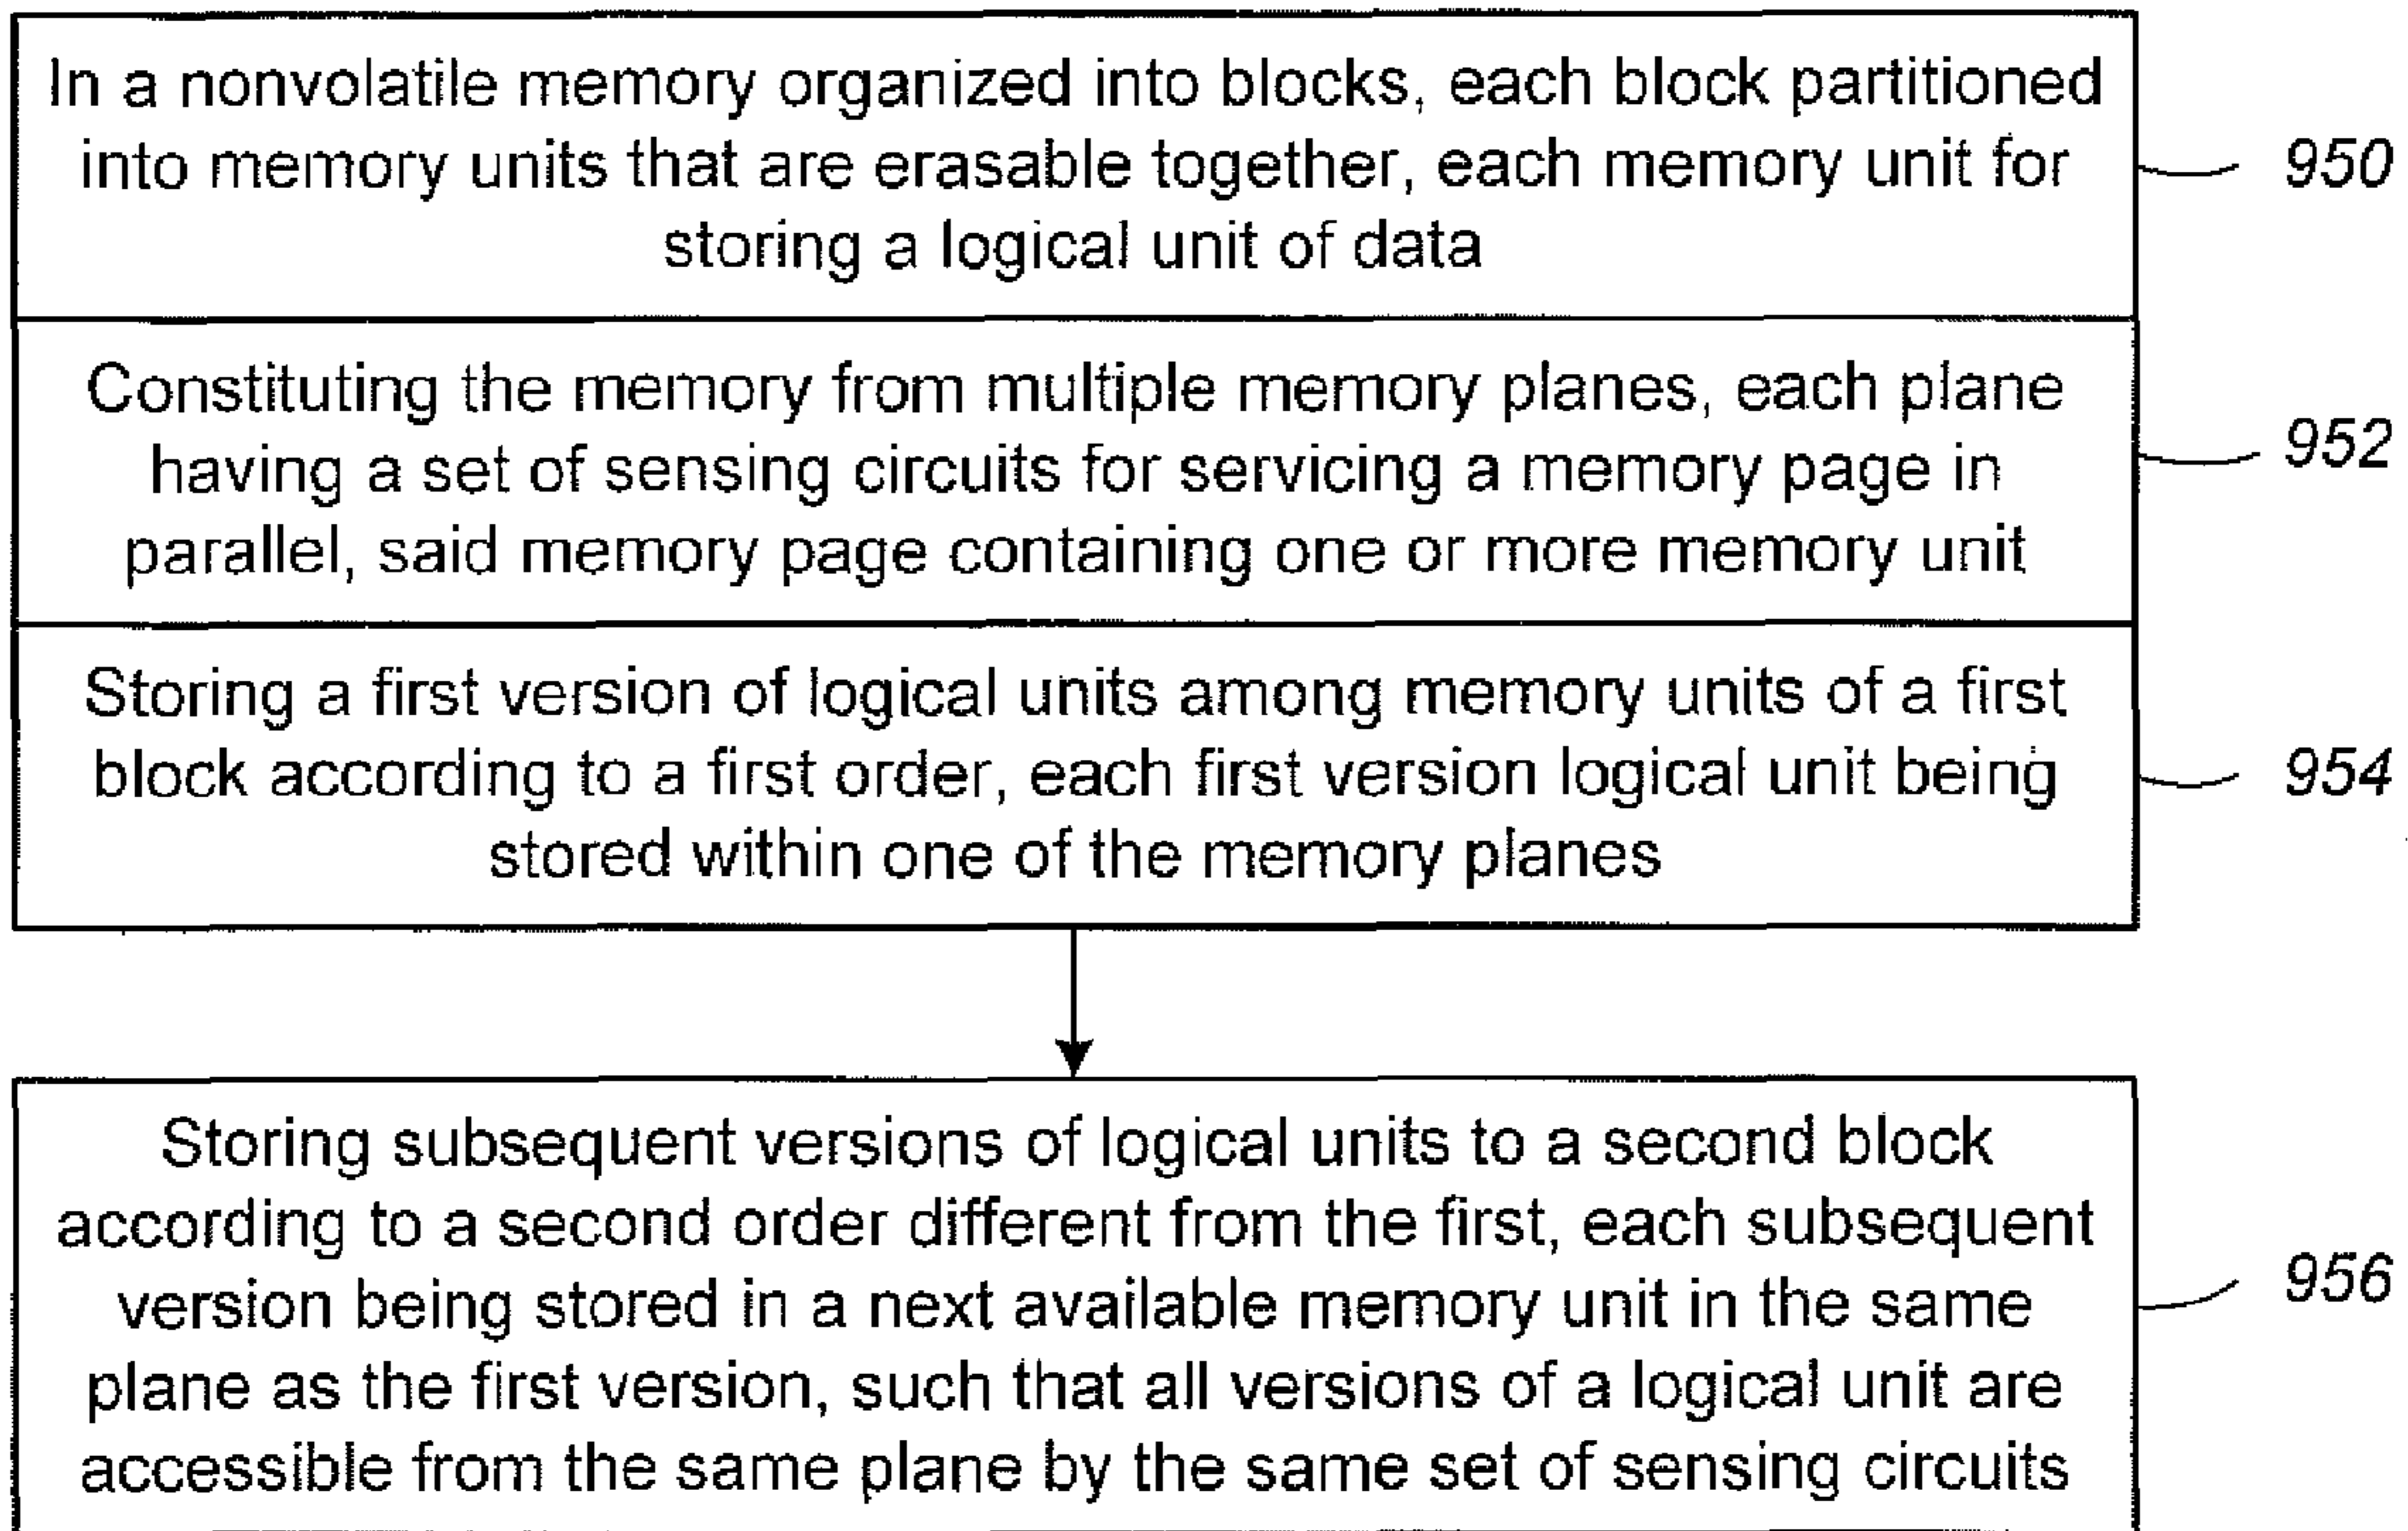 In a nonvolatile memory organized into blocks, each block partitioned
into memory units that are erasable together, each memory unit for
storing a logical unit of data
950
Constituting the memory from multiple memory planes, each plane
having a set of sensing circuits for servicing a memory page in
parallel, said memory page containing one or more memory unit
952
Storing a first version of logical units among memory units of a first
block according to a first order, each first version logical unit being
stored within one of the memory planes
954
Storing subsequent versions of logical units to a second block
according to a second order different from the first, each subsequent
version being stored in a next available memory unit in the same
plane as the first version, such that all versions of a logical unit are
accessible from the same plane by the same set of sensing circuits
956